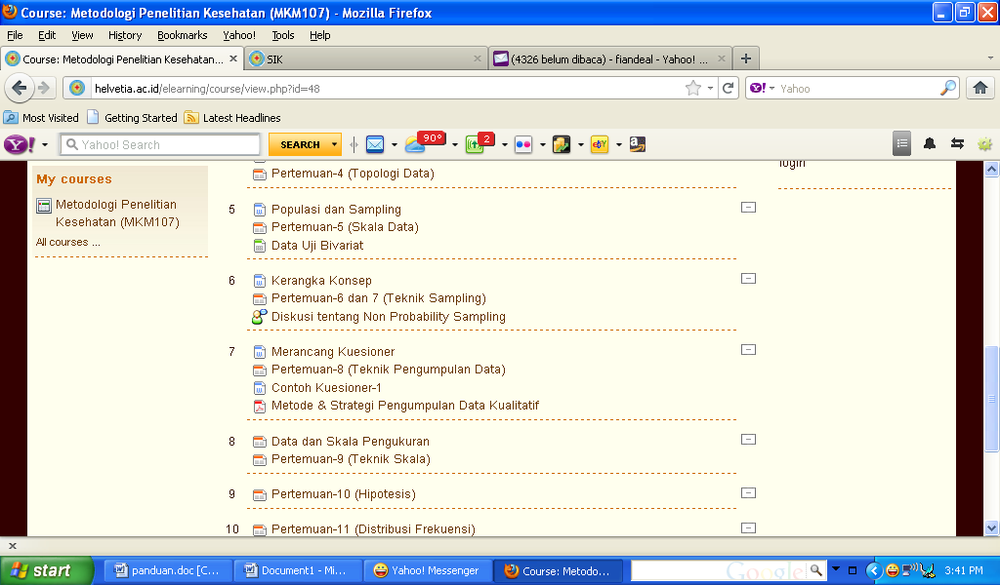 Course: Metodologi Penelitian Kesehatan (MKM107) - Mozilla Firefox
File Edit View History Bookmarks Yahoo! Tools Help
Course: Metodologi Penelitian Kesehatan... SIK (4326 belum dibaca) - fiandeal - Yahoo! ...
helvetia.ac.id/elearning/course/view.php?id=48 Yahoo
Most Visited Getting Started Latest Headlines
Y! Yahoo! Search SEARCH 90° 2 ebY a
Pertemuan-4 (Topologi Data)
login
My courses
Metodologi Penelitian
Kesehatan (MKM107)
All courses ...
5 Populasi dan Sampling
Pertemuan-5 (Skala Data)
Data Uji Bivariat
6 Kerangka Konsep
Pertemuan-6 dan 7 (Teknik Sampling)
Diskusi tentang Non Probability Sampling
7 Merancang Kuesioner
Pertemuan-8 (Teknik Pengumpulan Data)
Contoh Kuesioner-1
Metode & Strategi Pengumpulan Data Kualitatif
8 Data dan Skala Pengukuran
Pertemuan-9 (Teknik Skala)
9 Pertemuan-10 (Hipotesis)
10 Pertemuan-11 (Distribusi Frekuensi)
start panduan.doc [C... Document1 - Mi... Yahoo! Messenger Course: Metodo... Google 3:41 PM